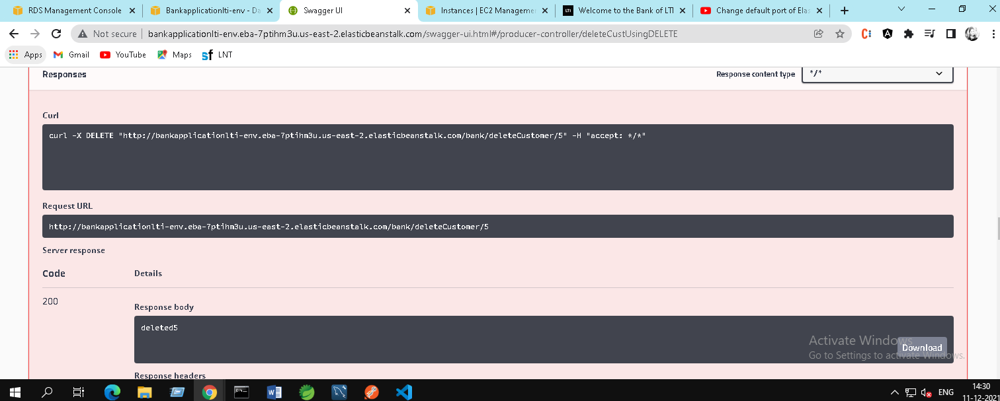 RDS Management Console
Bankapplicationlti-env - Da
Swagger UI
Instances | EC2 Managemen
LTI
Welcome to the Bank of LTI
Change default port of Elas
Not secure
bankapplicationlti-env.eba-7ptihm3u.us-east-2.elasticbeanstalk.com/swagger-ui.html#/producer-controller/deleteCustUsingDELETE
Apps
Gmail
YouTube
Maps
LNT
Responses
Response content type
*/*
Curl
curl -X DELETE "http://bankapplicationlti-env.eba-7ptihm3u.us-east-2.elasticbeanstalk.com/bank/deleteCustomer/5" -H "accept: */*"
Request URL
http://bankapplicationlti-env.eba-7ptihm3u.us-east-2.elasticbeanstalk.com/bank/deleteCustomer/5
Server response
Code
Details
200
Response body
deleted5
Download
Activate Windows
Go to Settings to activate Windows.
Response headers
ENG
14:30
11-12-2021